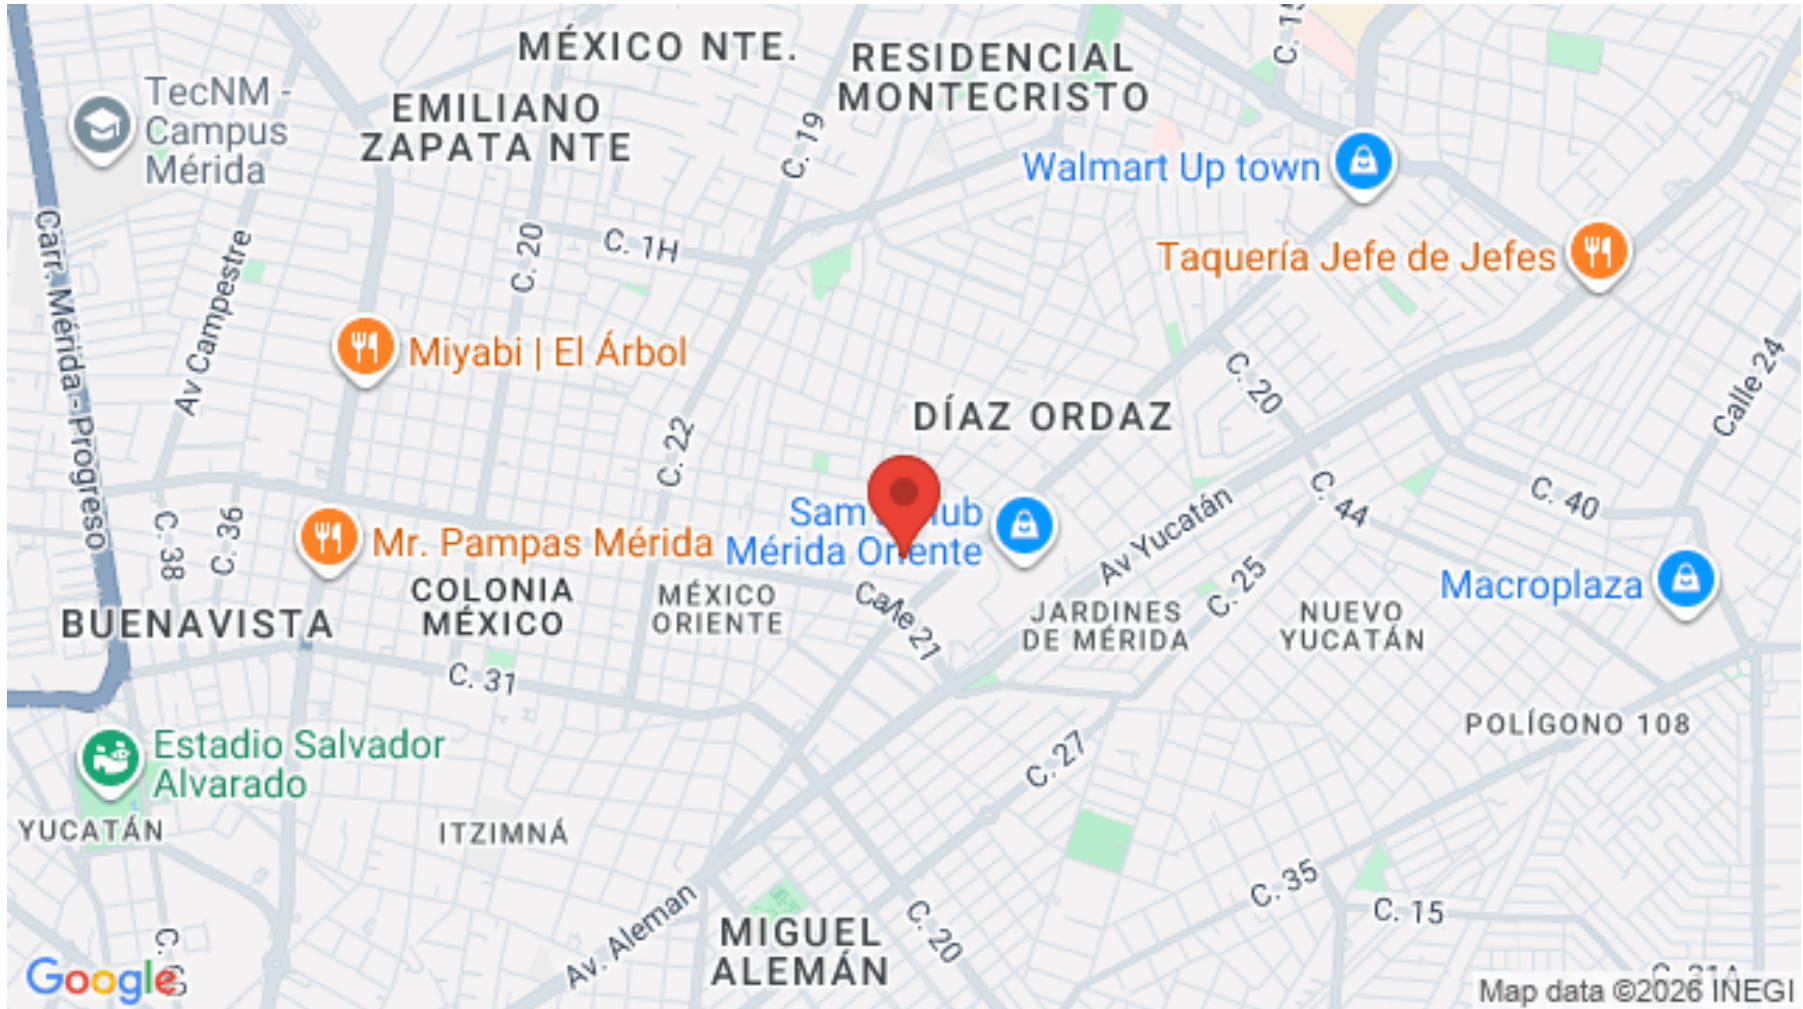 MÉXICO NTE.
RESIDENCIAL
MONTECRISTO
C. 15
TecNM -
Campus
Mérida
EMILIANO
ZAPATA NTE
C. 19
Walmart Up town
Carr. Mérida - Progreso
Av Campestre
C. 20
C. 1H
Taquería Jefe de Jefes
Miyabi | El Árbol
C. 22
DÍAZ ORDAZ
C. 20
Calle 24
C. 38
C. 36
Mr. Pampas Mérida
Mérida Oriente
Av Yucatán
C. 44
C. 40
BUENAVISTA
COLONIA
MÉXICO
MÉXICO
ORIENTE
Calle 21
JARDINES
DE MÉRIDA
C. 25
NUEVO
YUCATÁN
Macroplaza
C. 31
POLÍGONO 108
Estadio Salvador
Alvarado
C. 27
YUCATÁN
ITZIMNÁ
C. 35
C. 15
Av. Aleman
MIGUEL
ALEMÁN
C. 20
Google
Map data ©2026 INEGI